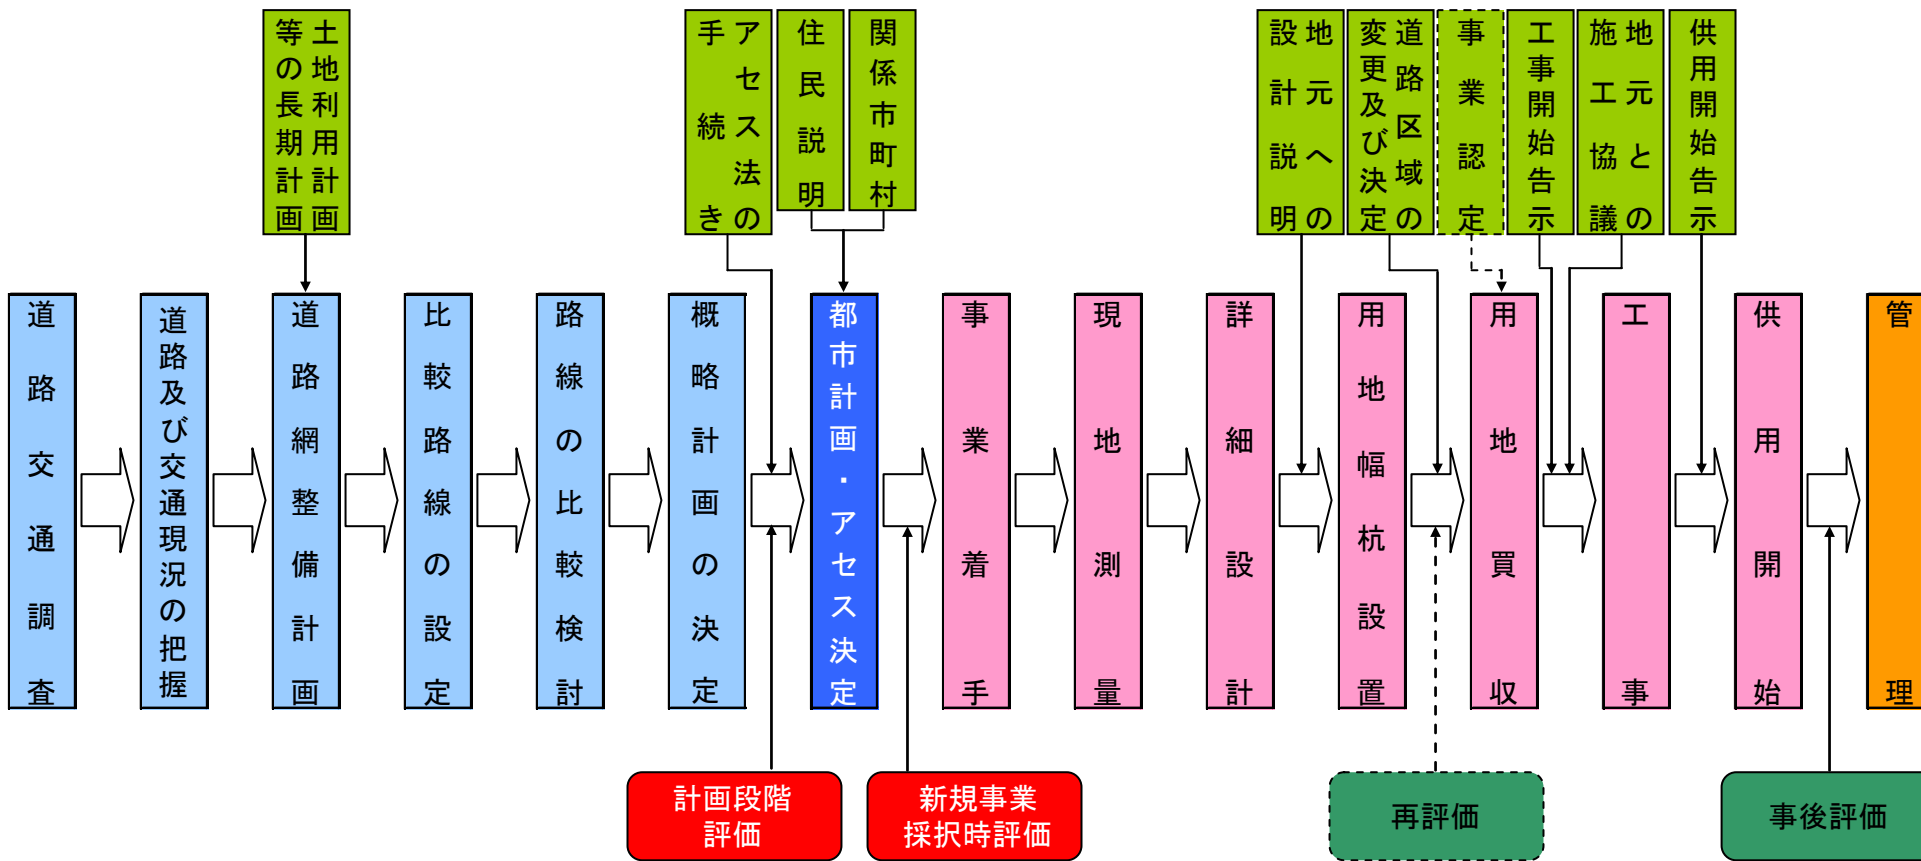 土地利用計画
等の長期計画
アセス法の
手続き
住民説明
関係市町村
地元への
設計説明
道路区域の
変更及び決定
事業認定
工事開始告示
地元との
施工協議
供用開始告示
道路交通調査
道路及び交通現況の把握
道路網整備計画
比較路線の設定
路線の比較検討
概略計画の決定
都市計画・アセス決定
事業着手
現地測量
詳細設計
用地幅杭設置
用地買収
工事
供用開始
管理
計画段階
評価
新規事業
採択時評価
再評価
事後評価